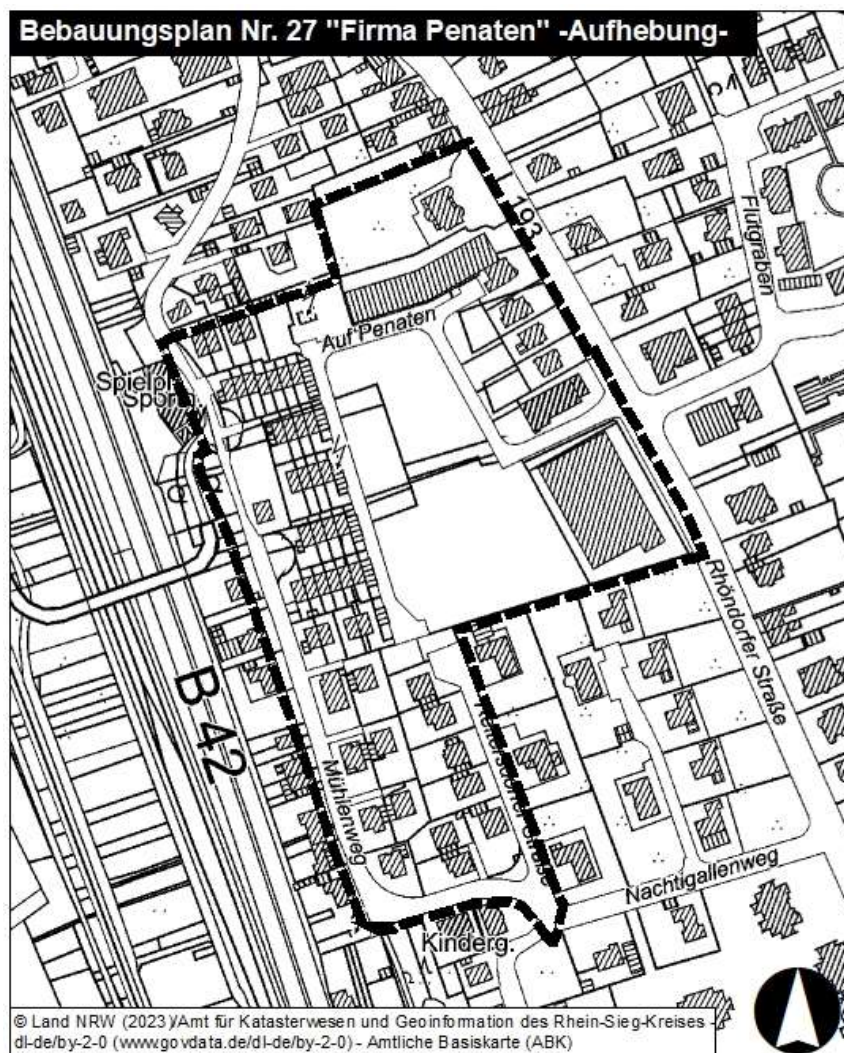 Bebauungsplan Nr. 27 "Firma Penaten" -Aufhebung-
193
Flutgraben
Auf Penaten
Spielpl.
B 42
Rhöndorfer Straße
Mühlenweg
Straße
Nachtigallenweg
Kinderg.
© Land NRW (2023)/Amt für Katasterwesen und Geoinformation des Rhein-Sieg-Kreises -
dl-de/by-2-0 (www.govdata.de/dl-de/by-2-0) - Amtliche Basiskarte (ABK)